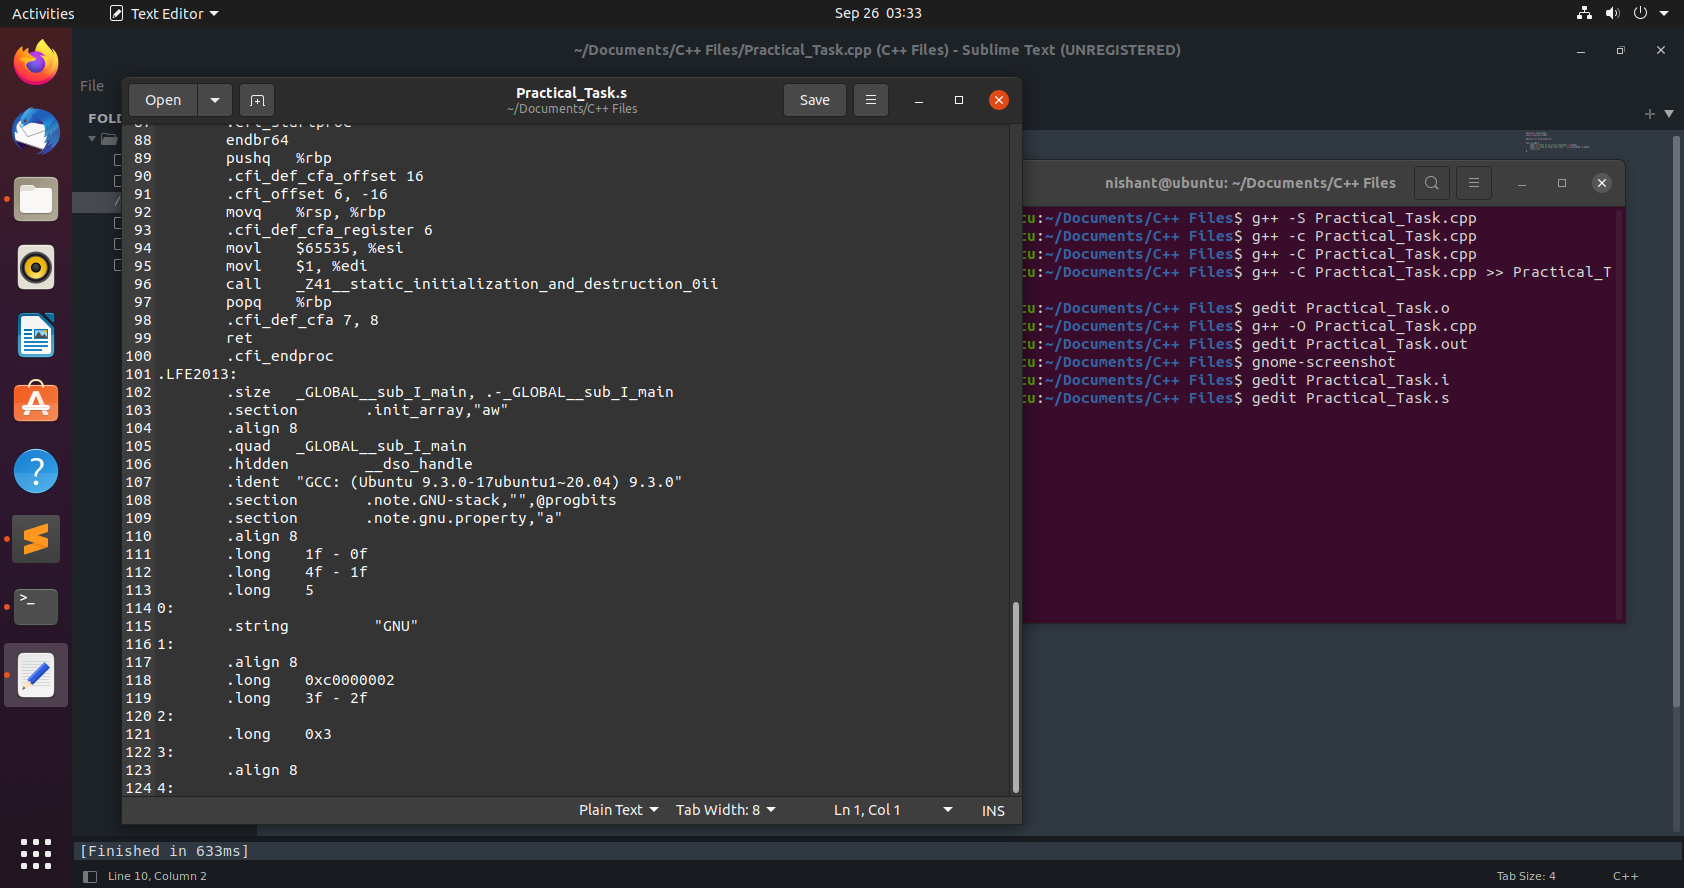 Activities
Text Editor
Sep 26 03:33
~/Documents/C++ Files/Practical_Task.cpp (C++ Files) - Sublime Text (UNREGISTERED)
File
FOLD
Open
Practical_Task.s
~/Documents/C++ Files
Save
88 endbr64
89 pushq %rbp
90 .cfi_def_cfa_offset 16
91 .cfi_offset 6, -16
92 movq %rsp, %rbp
93 .cfi_def_cfa_register 6
94 movl $65535, %esi
95 movl $1, %edi
96 call _Z41__static_initialization_and_destruction_0ii
97 popq %rbp
98 .cfi_def_cfa 7, 8
99 ret
100 .cfi_endproc
101 .LFE2013:
102 .size _GLOBAL__sub_I_main, .-_GLOBAL__sub_I_main
103 .section .init_array,"aw"
104 .align 8
105 .quad _GLOBAL__sub_I_main
106 .hidden __dso_handle
107 .ident "GCC: (Ubuntu 9.3.0-17ubuntu1~20.04) 9.3.0"
108 .section .note.GNU-stack,"",@progbits
109 .section .note.gnu.property,"a"
110 .align 8
111 .long 1f - 0f
112 .long 4f - 1f
113 .long 5
114 0:
115 .string "GNU"
116 1:
117 .align 8
118 .long 0xc0000002
119 .long 3f - 2f
120 2:
121 .long 0x3
122 3:
123 .align 8
124 4:
Plain Text
Tab Width: 8
Ln 1, Col 1
INS
nishant@ubuntu: ~/Documents/C++ Files
tu:~/Documents/C++ Files$ g++ -S Practical_Task.cpp
tu:~/Documents/C++ Files$ g++ -c Practical_Task.cpp
tu:~/Documents/C++ Files$ g++ -C Practical_Task.cpp
tu:~/Documents/C++ Files$ g++ -C Practical_Task.cpp >> Practical_T
tu:~/Documents/C++ Files$ gedit Practical_Task.o
tu:~/Documents/C++ Files$ g++ -O Practical_Task.cpp
tu:~/Documents/C++ Files$ gedit Practical_Task.out
tu:~/Documents/C++ Files$ gnome-screenshot
tu:~/Documents/C++ Files$ gedit Practical_Task.i
tu:~/Documents/C++ Files$ gedit Practical_Task.s
[Finished in 633ms]
Line 10, Column 2
Tab Size: 4
C++